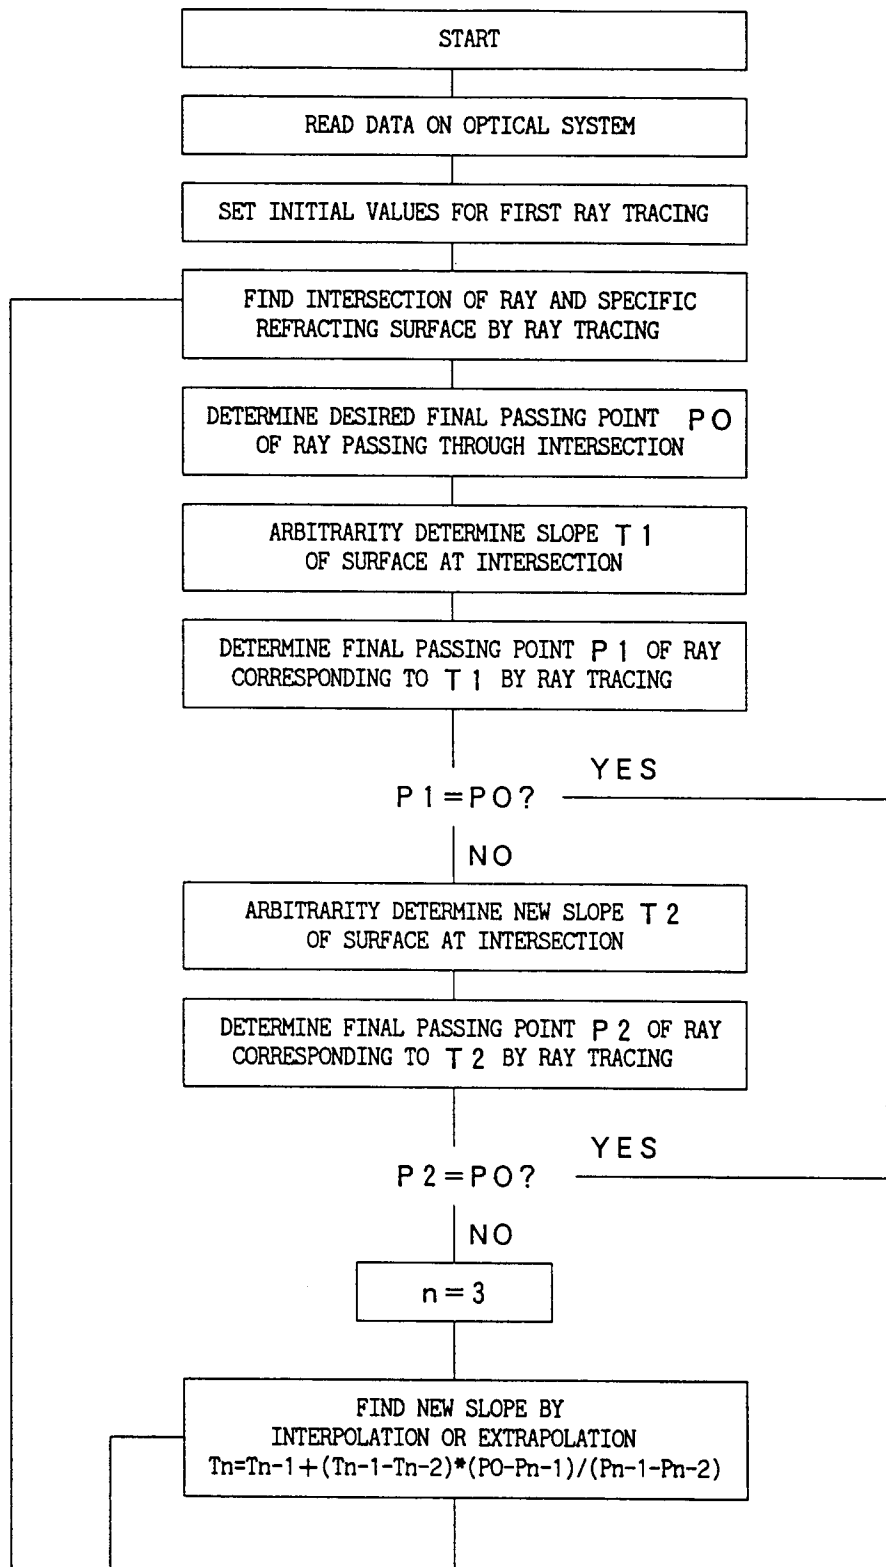 START
READ DATA ON OPTICAL SYSTEM
SET INITIAL VALUES FOR FIRST RAY TRACING
FIND INTERSECTION OF RAY AND SPECIFIC
REFRACTING SURFACE BY RAY TRACING
DETERMINE DESIRED FINAL PASSING POINT PO
OF RAY PASSING THROUGH INTERSECTION
ARBITRARITY DETERMINE SLOPE T1
OF SURFACE AT INTERSECTION
DETERMINE FINAL PASSING POINT P1 OF RAY
CORRESPONDING TO T1 BY RAY TRACING
YES
P1=PO?
NO
ARBITRARITY DETERMINE NEW SLOPE T2
OF SURFACE AT INTERSECTION
DETERMINE FINAL PASSING POINT P2 OF RAY
CORRESPONDING TO T2 BY RAY TRACING
YES
P2=PO?
NO
n=3
FIND NEW SLOPE BY
INTERPOLATION OR EXTRAPOLATION
Tn=Tn-1+(Tn-1-Tn-2)*(PO-Pn-1)/(Pn-1-Pn-2)